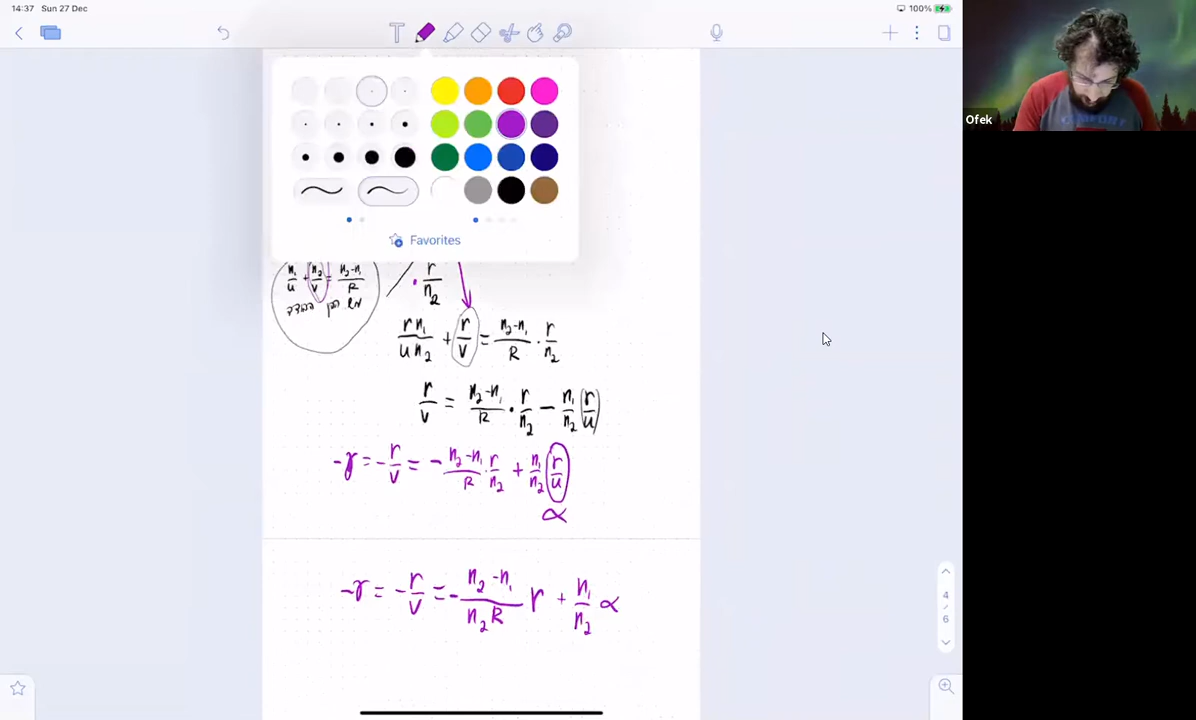 14:37 Sun 27 Dec
100%
T
Ofek
Favorites
n₁/u + n₂/v = n₂-n₁/R
· r/n₂
rn₁/un₂ + r/v = n₂-n₁/R · r/n₂
r/v = n₂-n₁/R · r/n₂ - n₁/n₂ (r/u)
-γ = -r/v = - n₂-n₁/R · r/n₂ + n₁/n₂ r/u
α
-γ = -r/v = - n₂-n₁/n₂R r + n₁/n₂ α
4
/
6